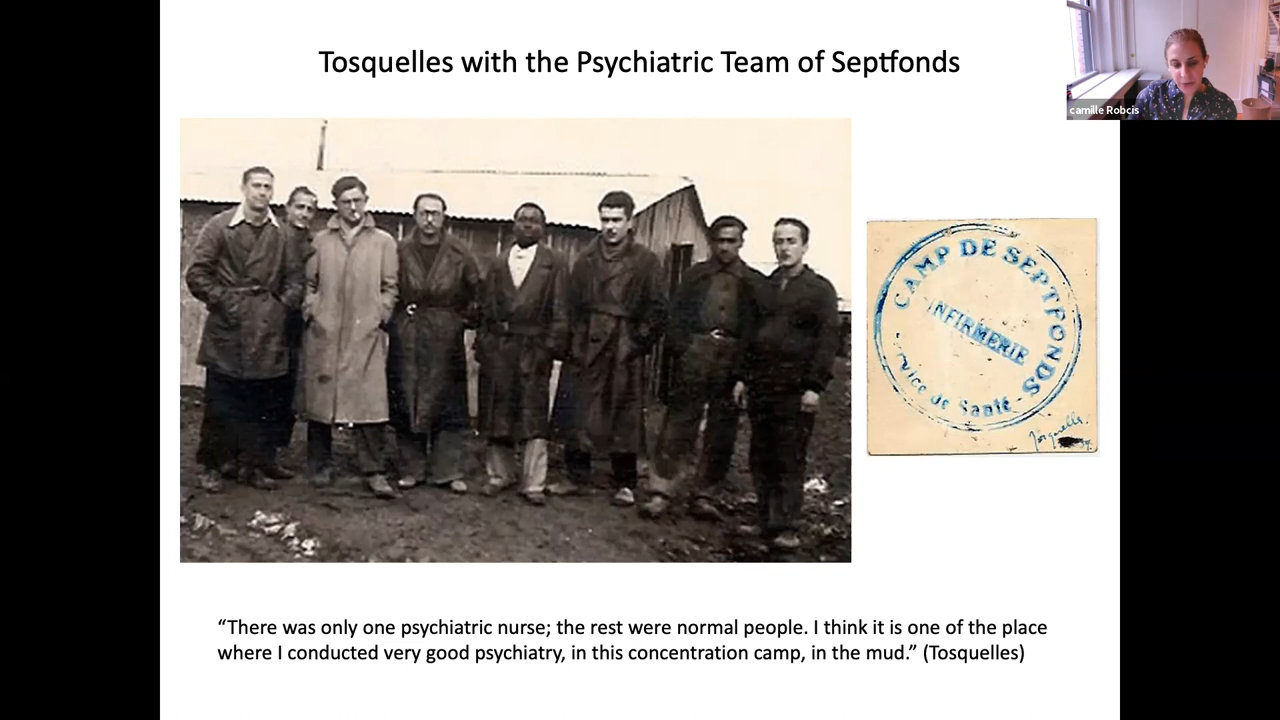 Tosquelles with the Psychiatric Team of Septfonds
camille Robcis
CAMP DE SEPTFONDS
INFIRMERIE
Service de Santé
Tosquelles.
“There was only one psychiatric nurse; the rest were normal people. I think it is one of the place
where I conducted very good psychiatry, in this concentration camp, in the mud.” (Tosquelles)